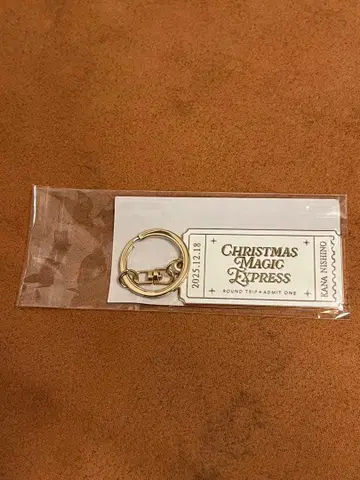 2025.12.18
CHRISTMAS
MAGIC
EXPRESS
ROUND TRIP✦ADMIT ONE
KANA NISHINO